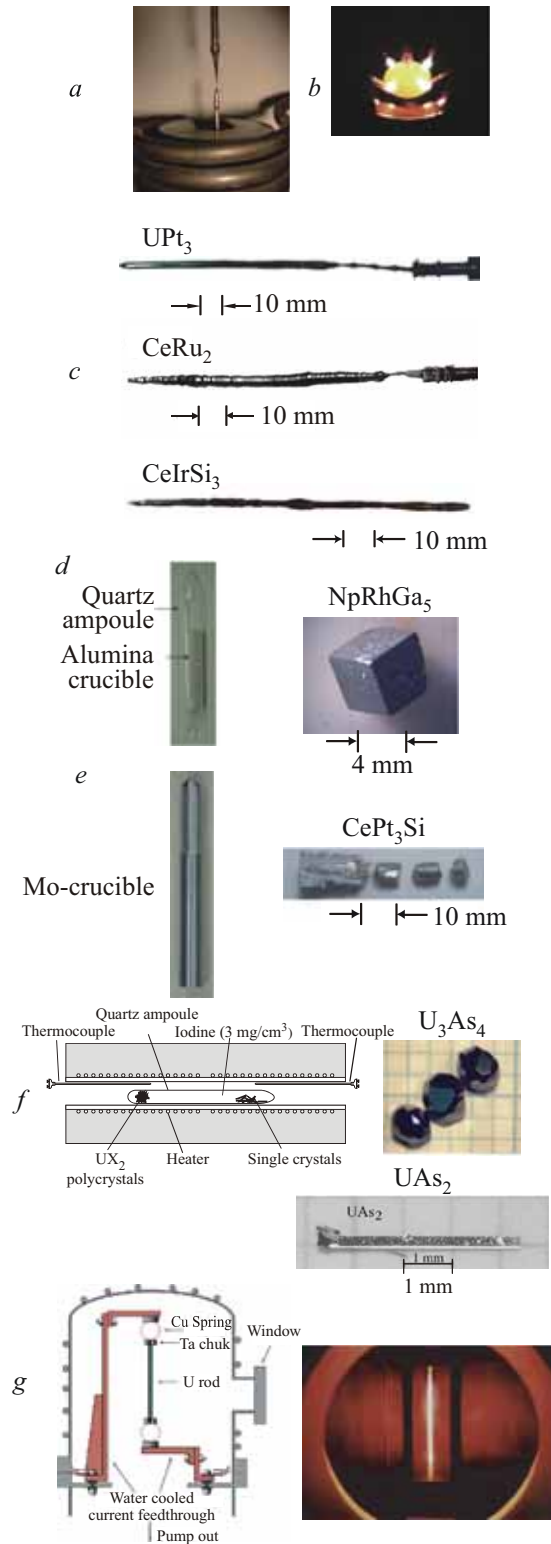 a
b
UPt3
10 mm
c
CeRu2
10 mm
CeIrSi3
10 mm
d
Quartz
ampoule
Alumina
crucible
NpRhGa5
4 mm
e
Mo-crucible
CePt3Si
10 mm
f
Quartz ampoule
Iodine (3 mg/cm3)
Thermocouple
Thermocouple
UX2
polycrystals
Heater
Single crystals
U3As4
UAs2
UAs2
1 mm
1 mm
g
Cu Spring
Ta chuk
U rod
Window
Water cooled
current feedthrough
Pump out